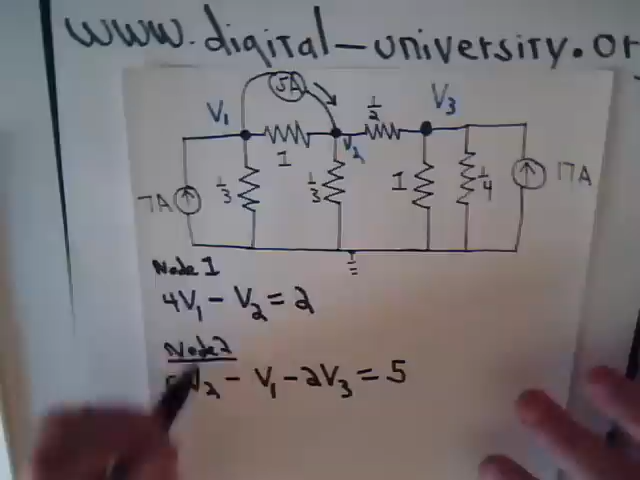 www.digital-university.or
5A
V1
V2
1/2
V3
1
7A
1/3
1/3
1
1/4
17A
Node 1
4V1 - V2 = 2
Node 2
V2 - V1 - 2V3 = 5